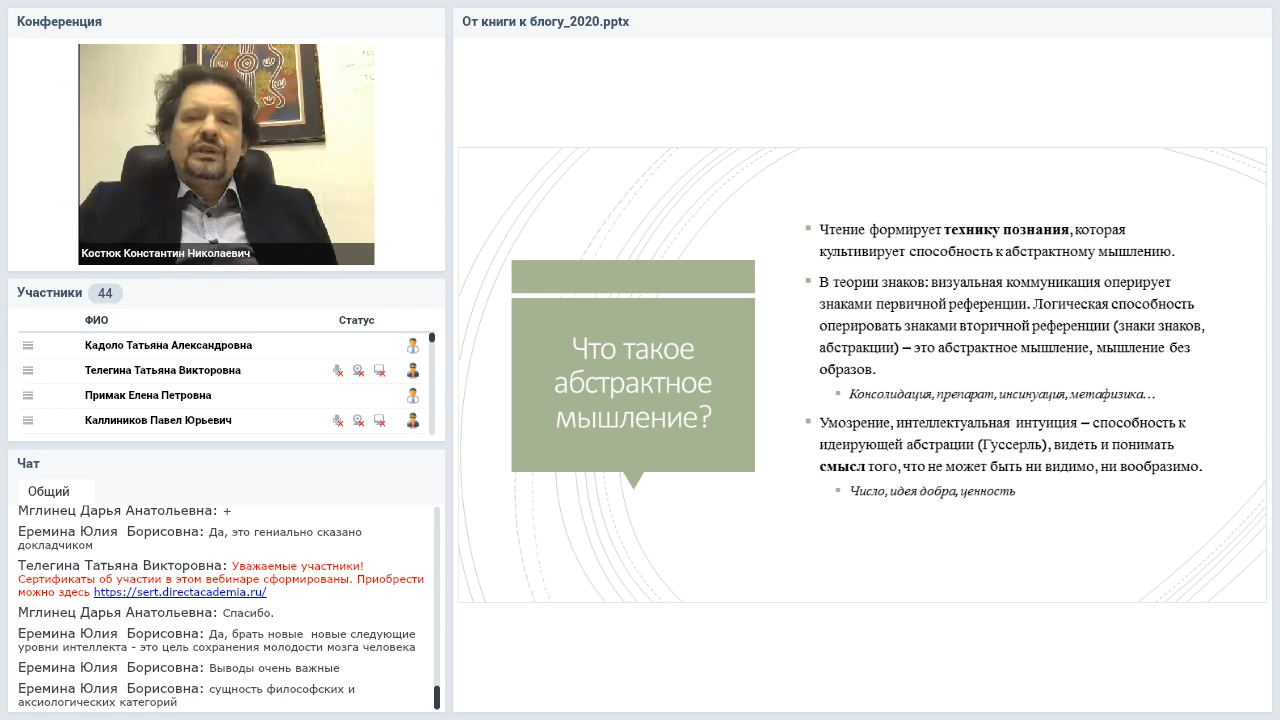 Конференция
Костюк Константин Николаевич
Участники 44
ФИО Статус
Кадоло Татьяна Александровна
Телегина Татьяна Викторовна
Примак Елена Петровна
Каллиников Павел Юрьевич
Чат
Общий
Мглинец Дарья Анатольевна: +
Еремина Юлия Борисовна: Да, это гениально сказано
докладчиком
Телегина Татьяна Викторовна: Уважаемые участники!
Сертификаты об участии в этом вебинаре сформированы. Приобрести
можно здесь https://sert.directacademia.ru/
Мглинец Дарья Анатольевна: Спасибо.
Еремина Юлия Борисовна: Да, брать новые новые следующие
уровни интеллекта - это цель сохранения молодости мозга человека
Еремина Юлия Борисовна: Выводы очень важные
Еремина Юлия Борисовна: сущность философских и
аксиологических категорий
От книги к блогу_2020.pptx
Что такое
абстрактное
мышление?
Чтение формирует технику познания, которая
культивирует способность к абстрактному мышлению.
В теории знаков: визуальная коммуникация оперирует
знаками первичной референции. Логическая способность
оперировать знаками вторичной референции (знаки знаков,
абстракции) – это абстрактное мышление, мышление без
образов.
Консолидация, препарат, инсинуация, метафизика…
Умозрение, интеллектуальная интуиция – способность к
идеирующей абстрации (Гуссерль), видеть и понимать
смысл того, что не может быть ни видимо, ни вообразимо.
Число, идея добра, ценность